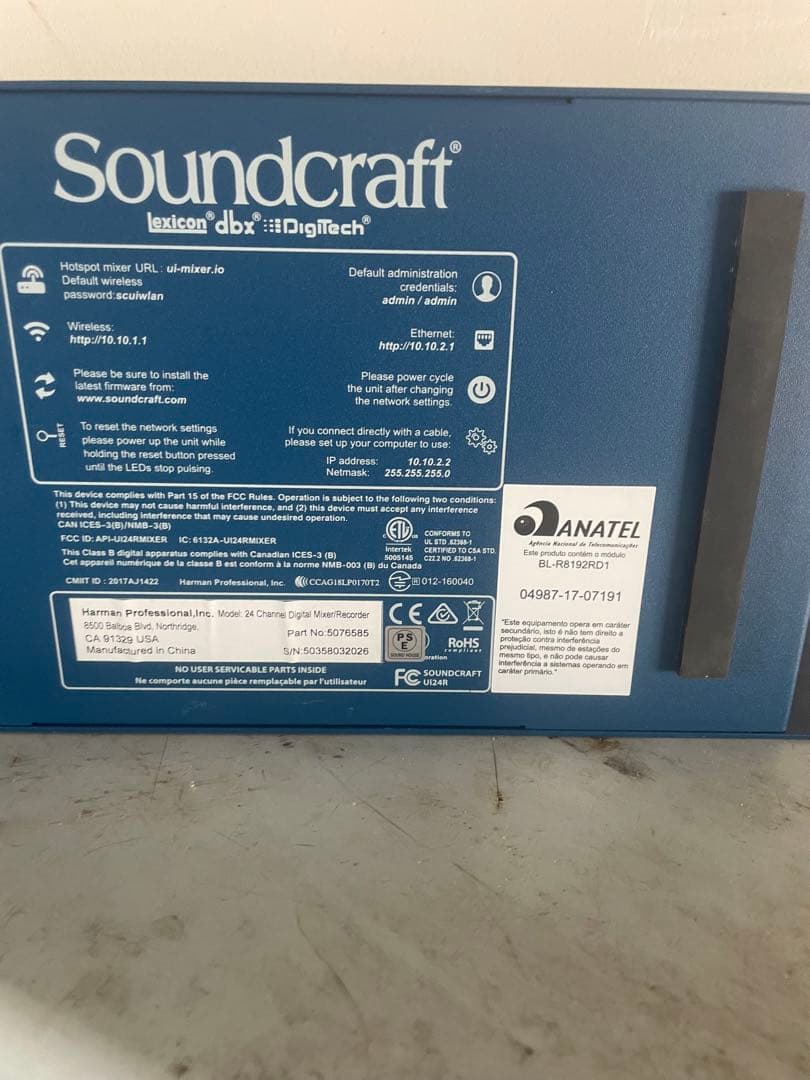 Soundcraft®
lexicon® dbx® DigiTech®
Hotspot mixer URL : ui-mixer.io
Default wireless
password:scuiwlan
Default administration
credentials:
admin / admin
Wireless:
http://10.10.1.1
Ethernet:
http://10.10.2.1
Please be sure to install the
latest firmware from:
www.soundcraft.com
Please power cycle
the unit after changing
the network settings.
RESET
To reset the network settings
please power up the unit while
holding the reset button pressed
until the LEDs stop pulsing.
If you connect directly with a cable,
please set up your computer to use:
IP address: 10.10.2.2
Netmask: 255.255.255.0
This device complies with Part 15 of the FCC Rules. Operation is subject to the following two conditions:
(1) This device may not cause harmful interference, and (2) this device must accept any interference
received, including interference that may cause undesired operation.
CAN ICES-3(B)/NMB-3(B)
FCC ID: API-UI24RMIXER IC: 6132A-UI24RMIXER
This Class B digital apparatus complies with Canadian ICES-3 (B)
Cet appareil numérique de la classe B est conform à la norme NMB-003 (B) du Canada
ETL
us
Intertek
5005145
CONFORMS TO
UL STD .62368-1
CERTIFIED TO CSA STD.
C22.2 NO .62368-1
CMIIT ID : 2017AJ1422 Harman Professional, Inc. CCAG18LP0170T2 R 012-160040
Harman Professional,Inc. Model: 24 Channel Digital Mixer/Recorder
8500 Balboa Blvd, Northridge,
CA 91329 USA
Part No:5076585
Manufactured in China
S/N:50358032026
CE
PS
E
SOUND HOUSE
oration
RoHS
compliant
NO USER SERVICABLE PARTS INSIDE
Ne comporte aucune pièce remplaçable par l'utilisateur
FC SOUNDCRAFT
Ui24R
ANATEL
Agência Nacional de Telecomunicações
Este produto contém o módulo
BL-R8192RD1
04987-17-07191
"Este equipamento opera em caráter
secundário, isto é não tem direito a
proteção contra interferência
prejudicial, mesmo de estações do
mesmo tipo, e não pode causar
interferência a sistemas operando em
caráter primário."